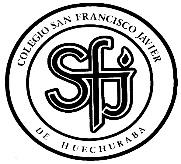 COLEGIO SAN FRANCISCO JAVIER
sfj
DE HUECHURABA